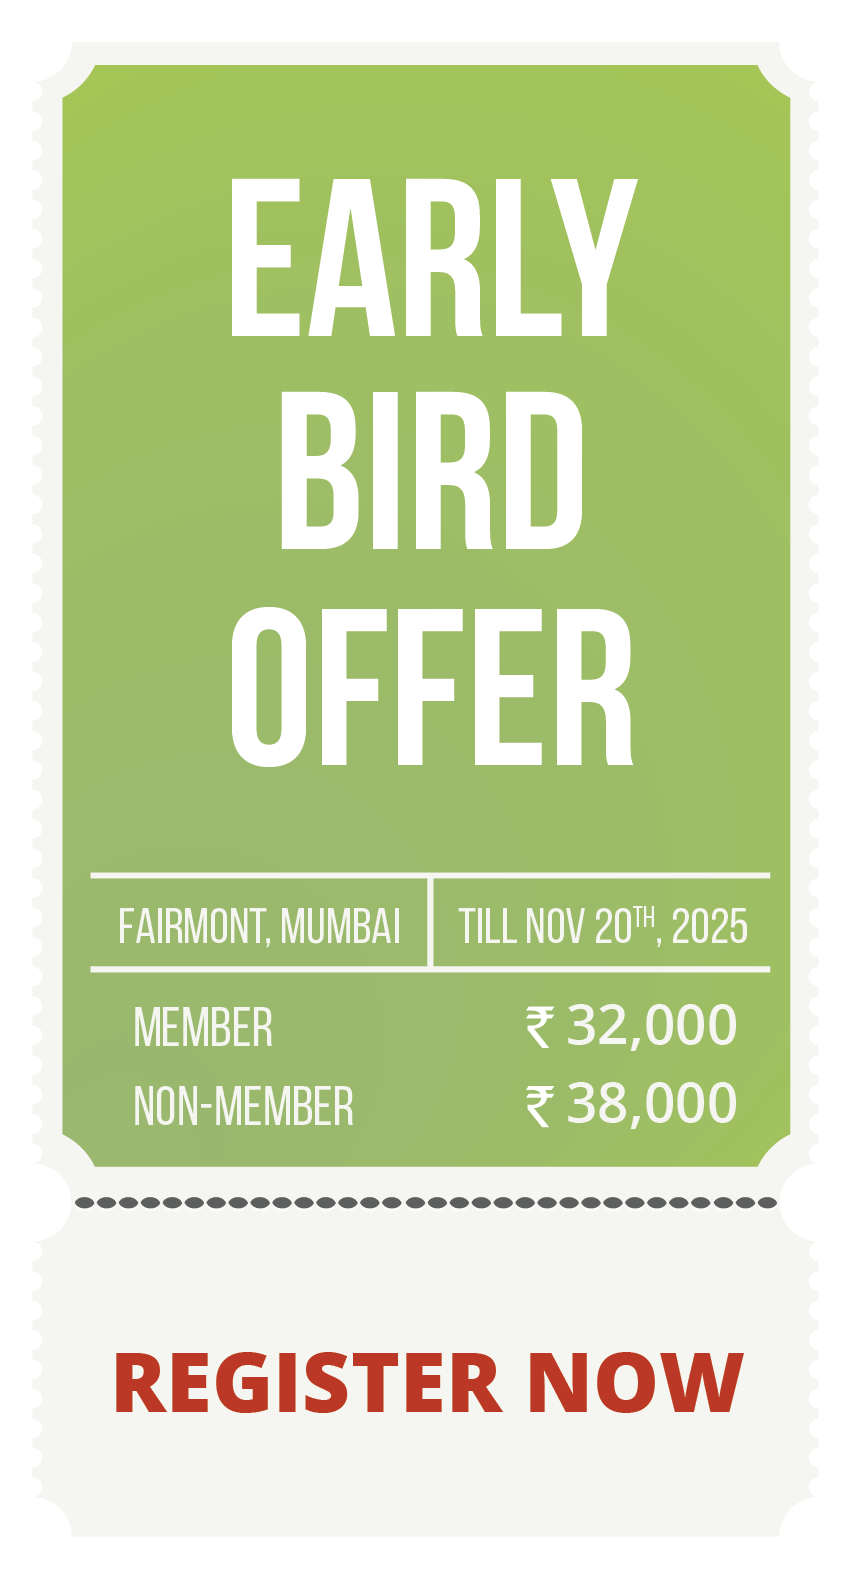 EARLY
BIRD
OFFER
FAIRMONT, MUMBAI TILL NOV 20TH, 2025
MEMBER ₹ 32,000
NON-MEMBER ₹ 38,000
REGISTER NOW